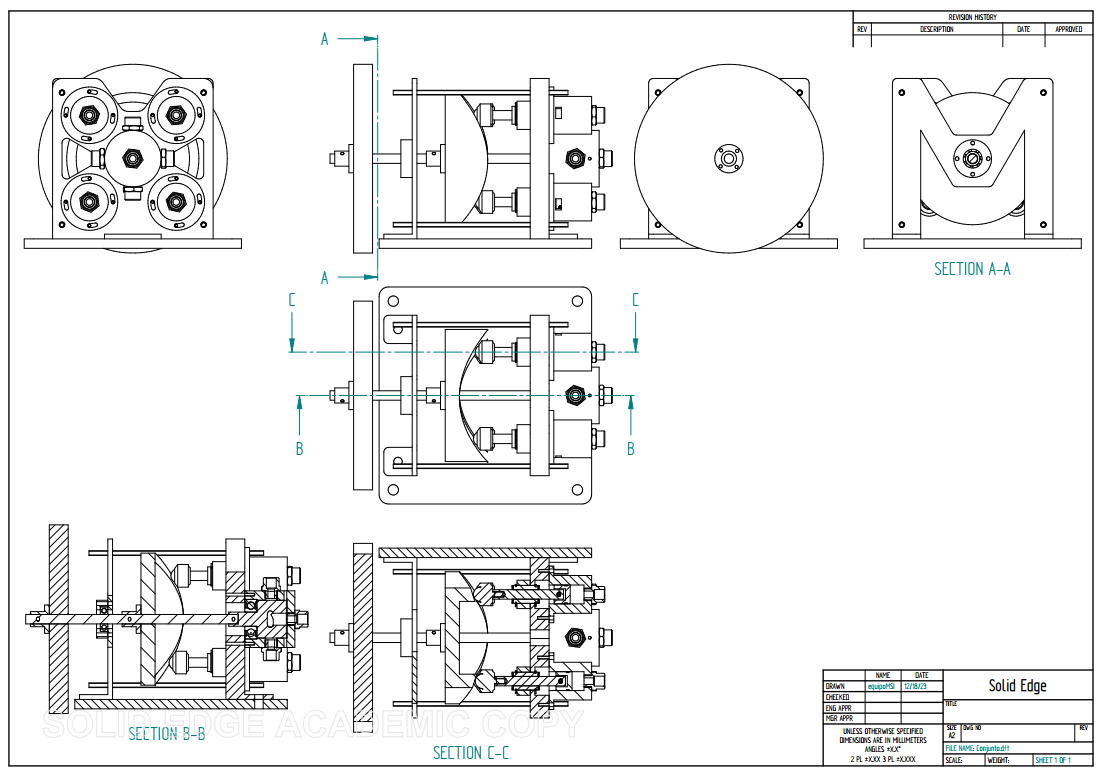 REVISION HISTORY
REV DESCRIPTION DATE APPROVED
A
A
SECTION A-A
C C
B B
SECTION B-B
SECTION C-C
SOLID EDGE ACADEMIC COPY
NAME DATE
DRAWN equipoMSI 12/18/23
CHECKED
ENG APPR
MGR APPR
UNLESS OTHERWISE SPECIFIED
DIMENSIONS ARE IN MILLIMETERS
ANGLES ±X.X°
2 PL ±X.XX 3 PL ±X.XXX
Solid Edge
TITLE
SIZE DWG NO REV
A2
FILE NAME: Conjunto.dft
SCALE: WEIGHT: SHEET 1 OF 1